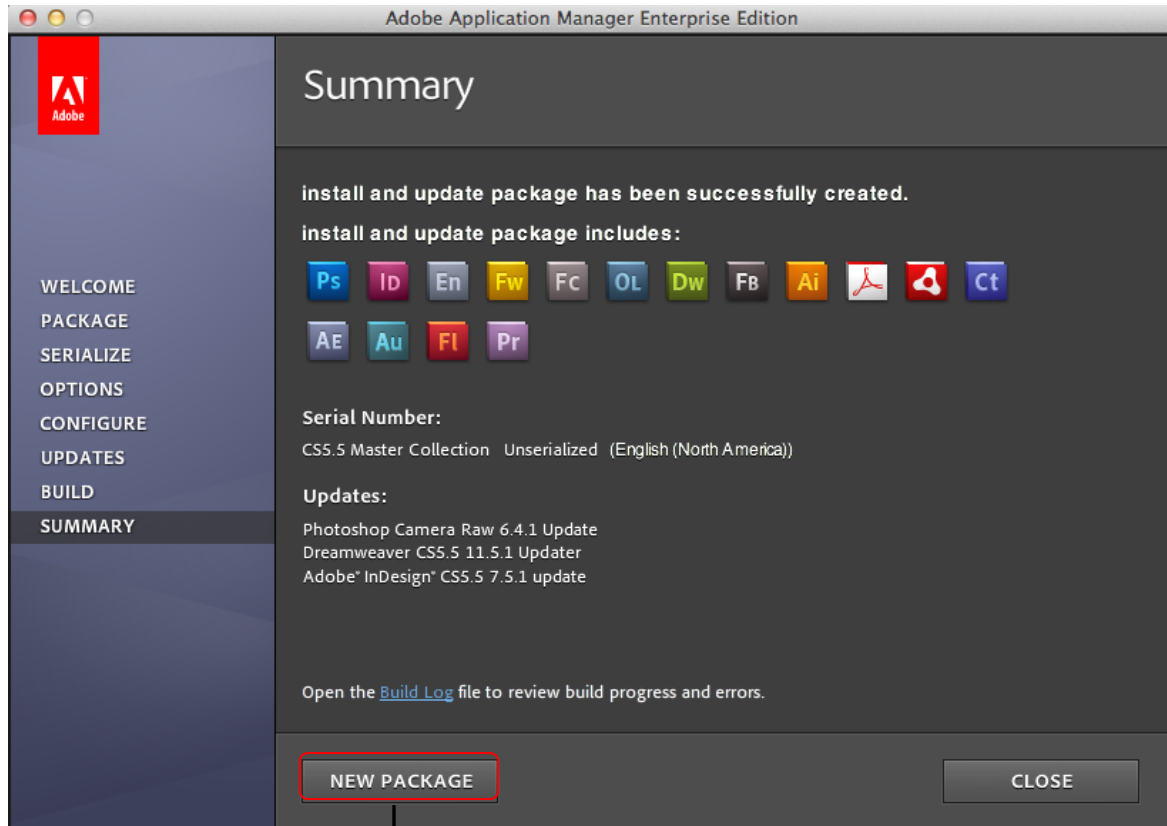 Adobe Application Manager Enterprise Edition
Adobe
Summary
install and update package has been successfully created.
install and update package includes:
Ps ID En Fw Fc OL Dw FB Ai Ct
AE Au Fl Pr
WELCOME
PACKAGE
SERIALIZE
OPTIONS
CONFIGURE
UPDATES
BUILD
SUMMARY
Serial Number:
CS5.5 Master Collection Unserialized (English (North America))
Updates:
Photoshop Camera Raw 6.4.1 Update
Dreamweaver CS5.5 11.5.1 Updater
Adobe® InDesign® CS5.5 7.5.1 update
Open the Build Log file to review build progress and errors.
NEW PACKAGE
CLOSE